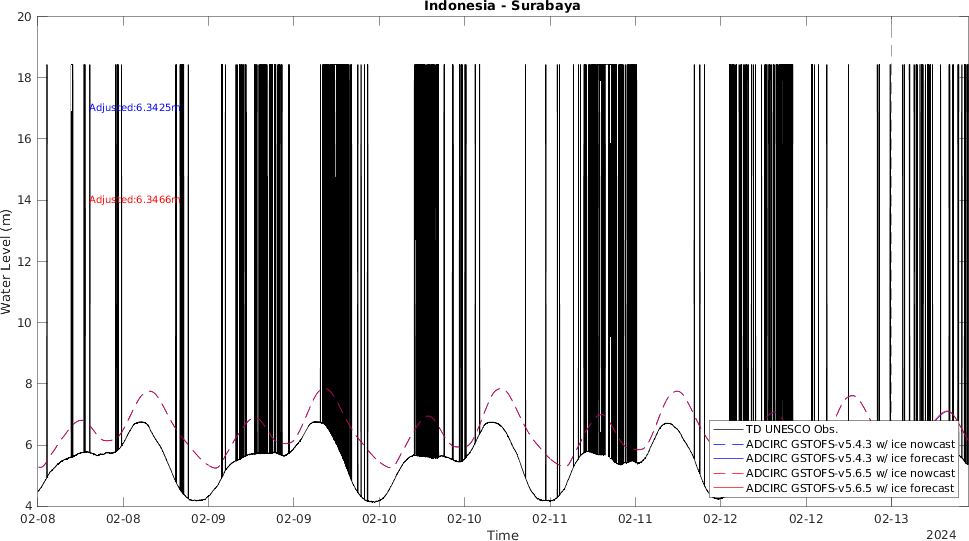 Indonesia - Surabaya
Water Level (m)
20
18
16
14
12
10
8
6
4
Adjusted:6.3425m
Adjusted:6.3466m
TD UNESCO Obs.
ADCIRC GSTOFS-v5.4.3 w/ ice nowcast
ADCIRC GSTOFS-v5.4.3 w/ ice forecast
ADCIRC GSTOFS-v5.6.5 w/ ice nowcast
ADCIRC GSTOFS-v5.6.5 w/ ice forecast
02-08 02-08 02-09 02-09 02-10 02-10 02-11 02-11 02-12 02-12 02-13
Time
2024